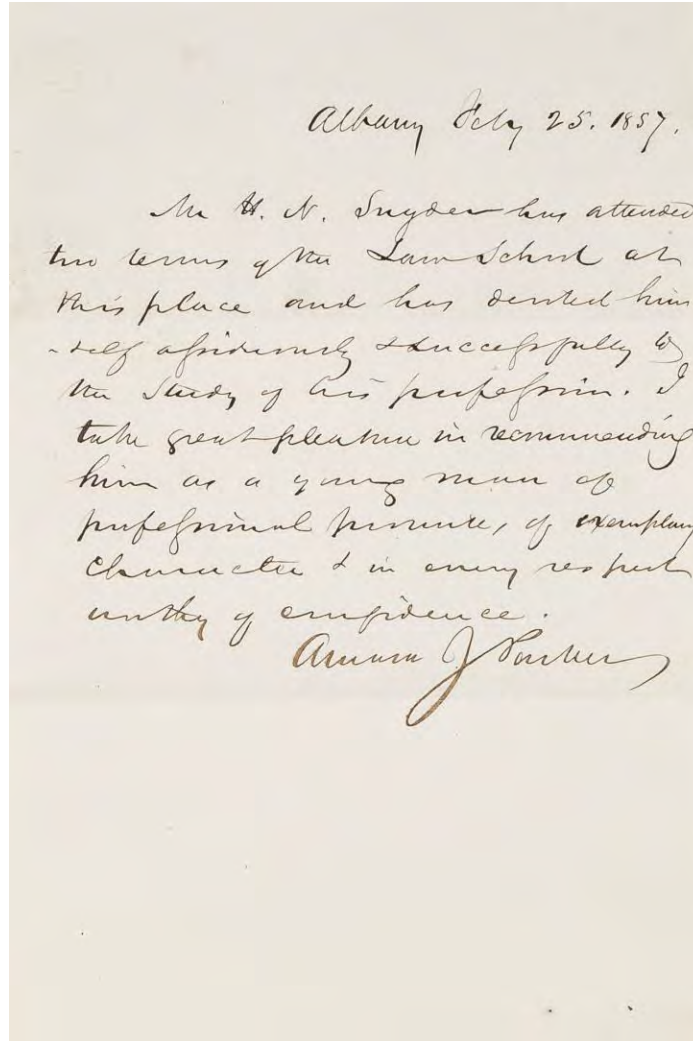 Albany Feby 25. 1857.
Mr H. N. Snyder has attended
two terms of the Law School at
this place and has devoted him
-self assiduously & successfully to
the study of his profession. I
take great pleasure in recommending
him as a young man of
professional promise, of exemplary
character & in every respect
worthy of confidence.
Amasa J Parker